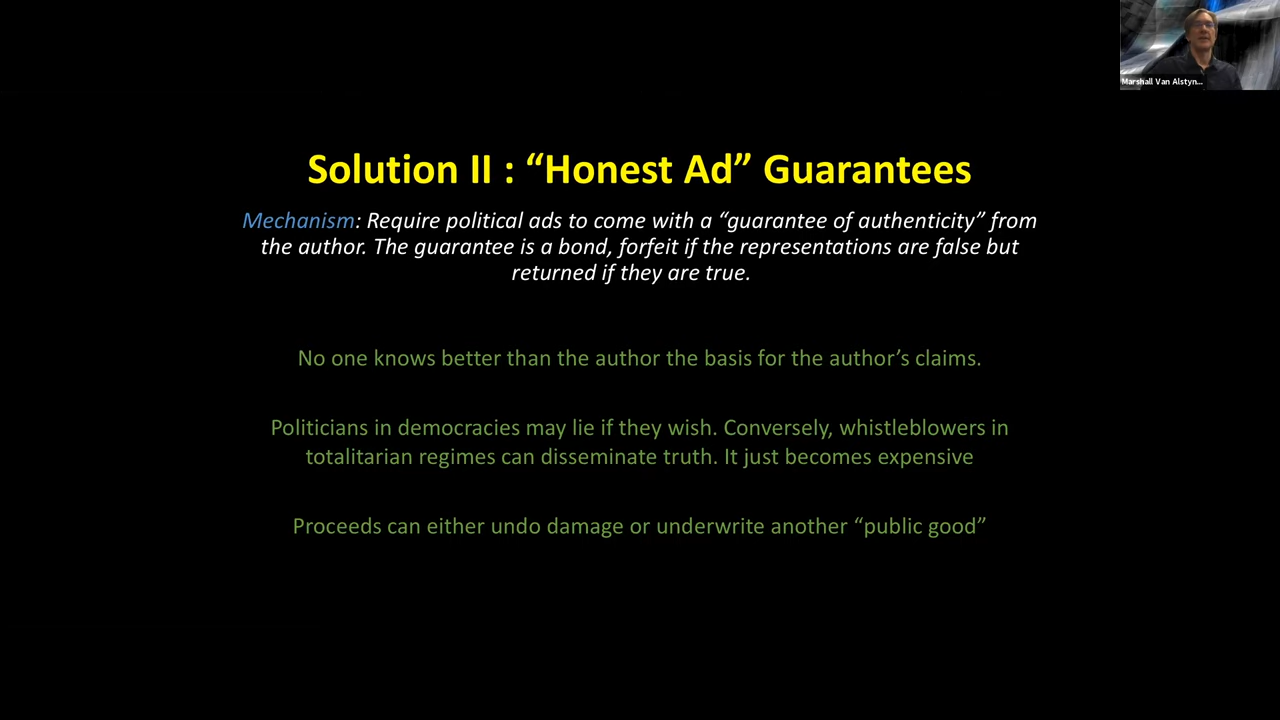 Marshall Van Alstyn...
Solution II : “Honest Ad” Guarantees
Mechanism: Require political ads to come with a “guarantee of authenticity” from
the author. The guarantee is a bond, forfeit if the representations are false but
returned if they are true.
No one knows better than the author the basis for the author’s claims.
Politicians in democracies may lie if they wish. Conversely, whistleblowers in
totalitarian regimes can disseminate truth. It just becomes expensive
Proceeds can either undo damage or underwrite another “public good”